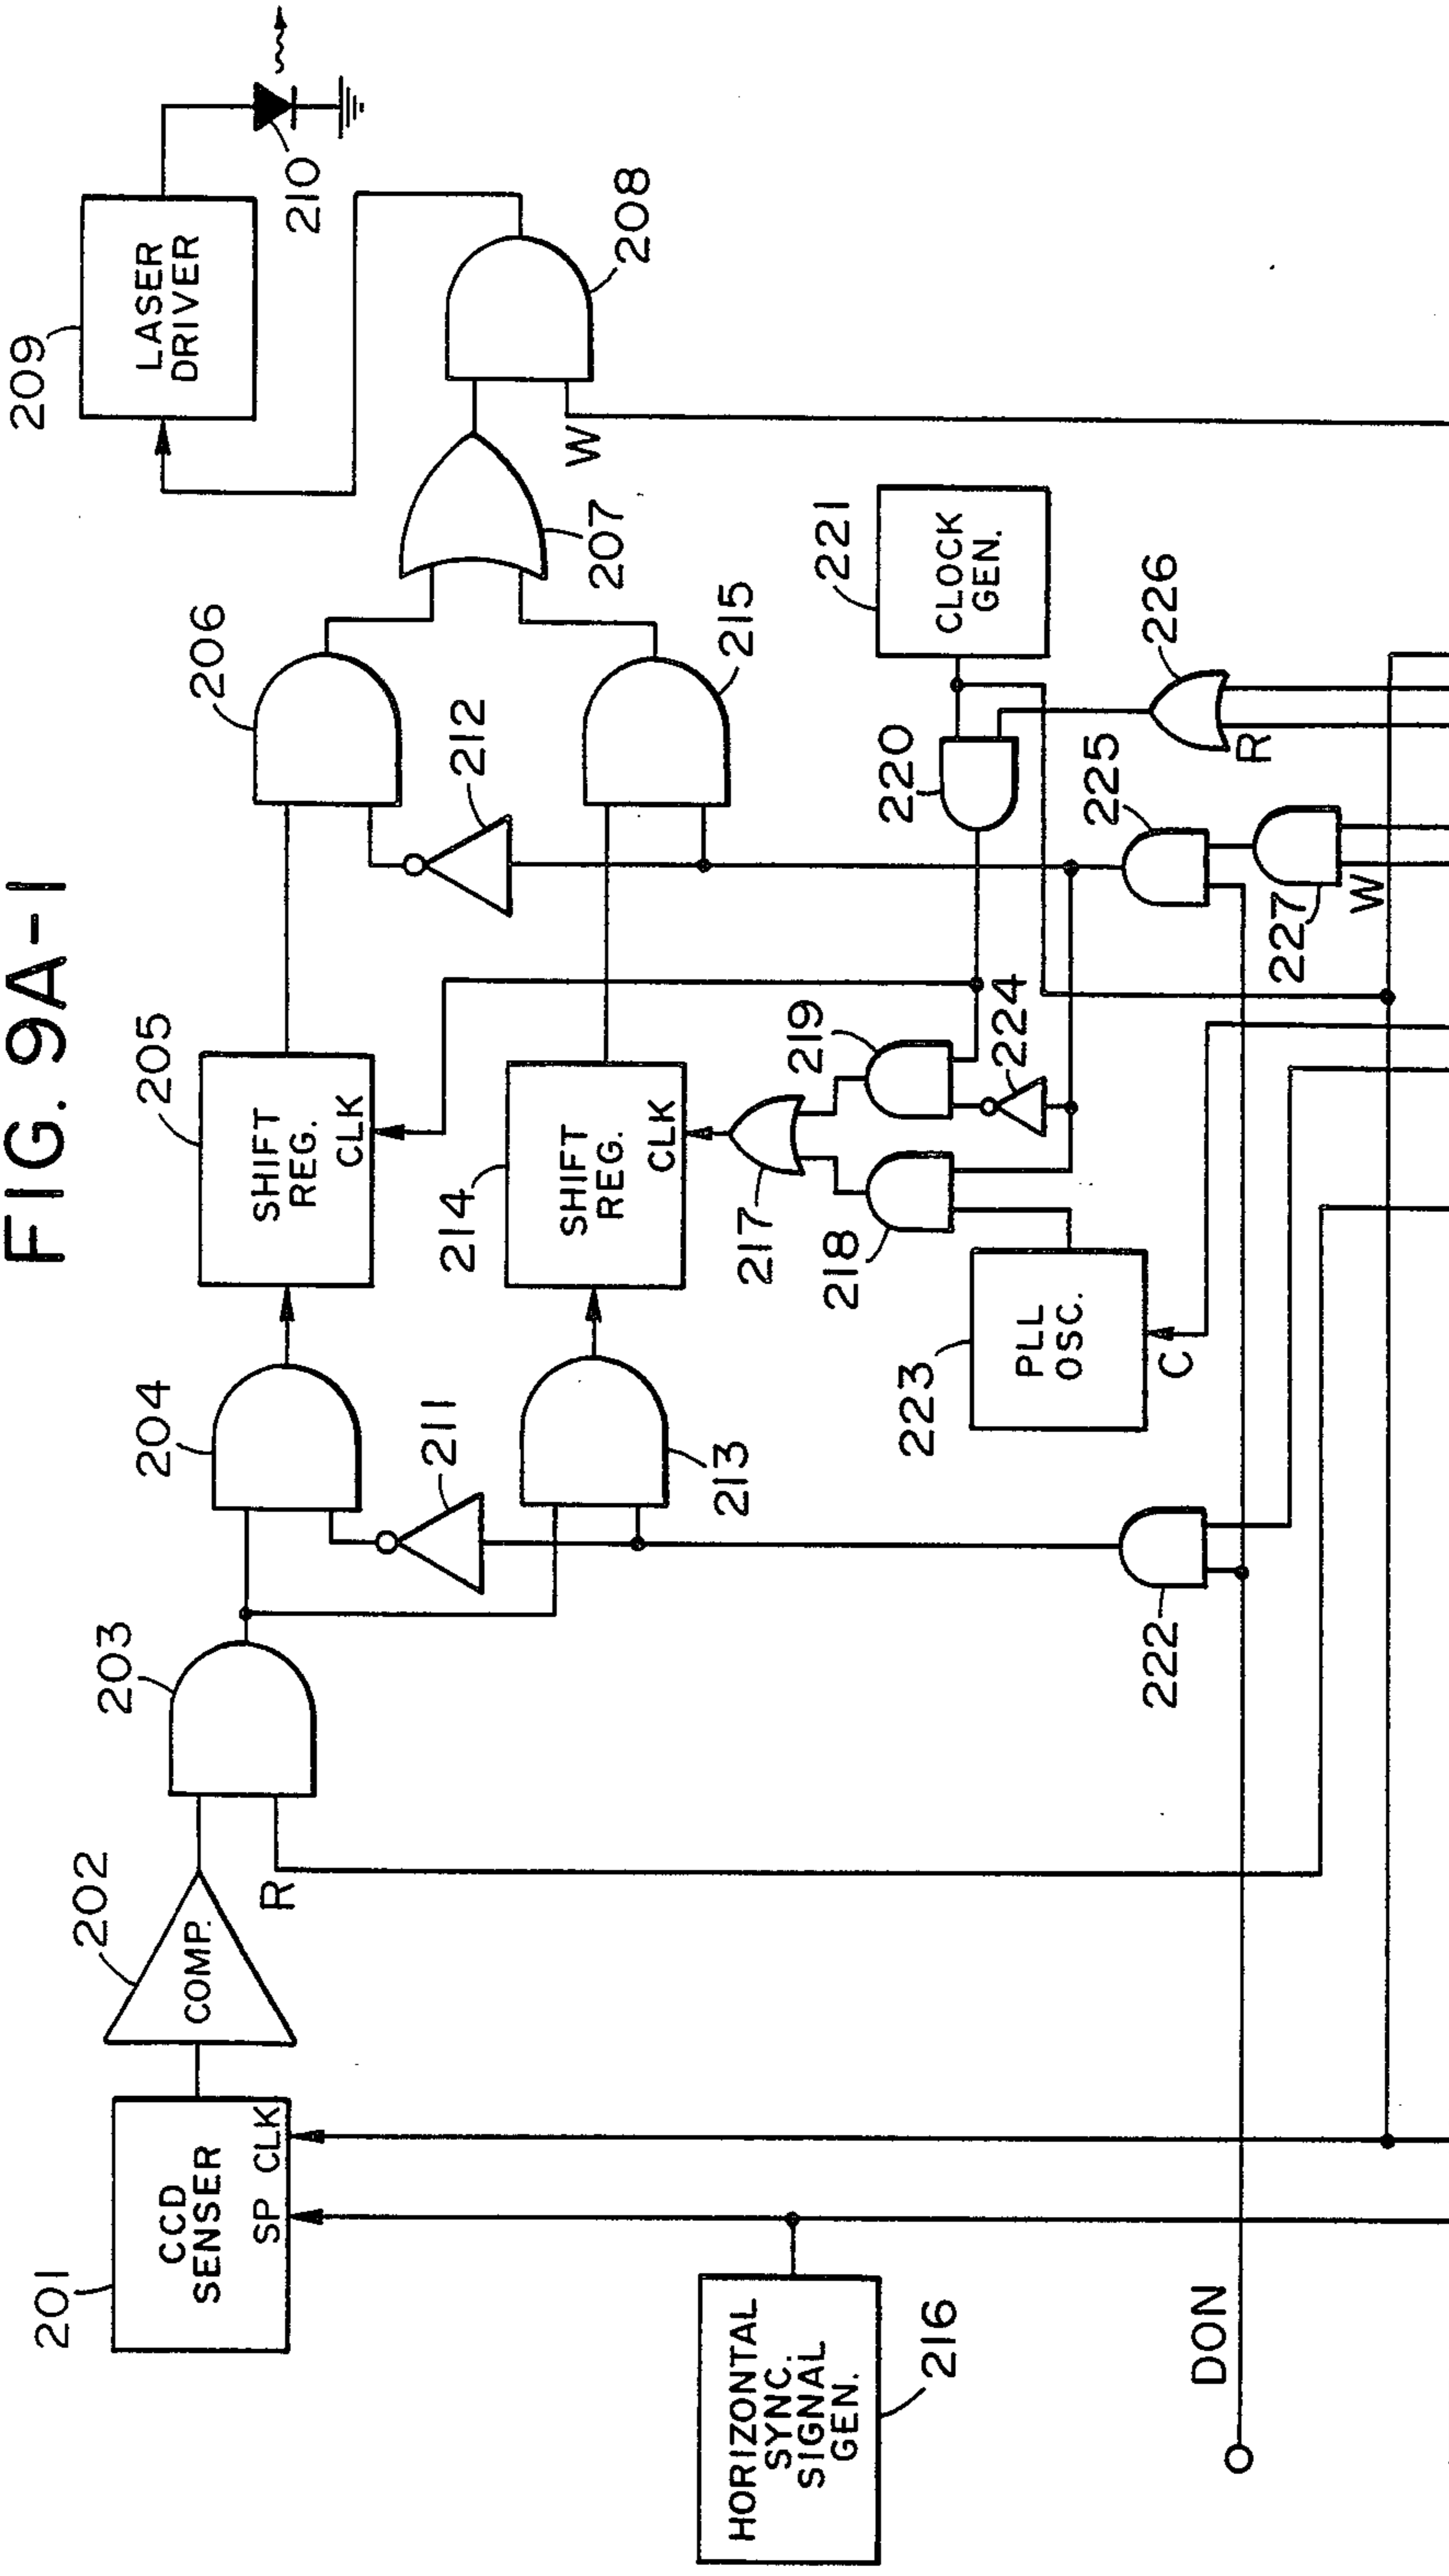 FIG. 9A-1
201
CCD
SENSER
SP CLK
202
COMP.
R
203
204
211
213
205
SHIFT
REG.
CLK
214
SHIFT
REG.
CLK
206
212
215
207
W
208
209
LASER
DRIVER
210
216
HORIZONTAL
SYNC.
SIGNAL
GEN.
217
218
219
224
223
PLL
OSC.
C
220
221
CLOCK
GEN.
225
226
R
227
W
222
DON